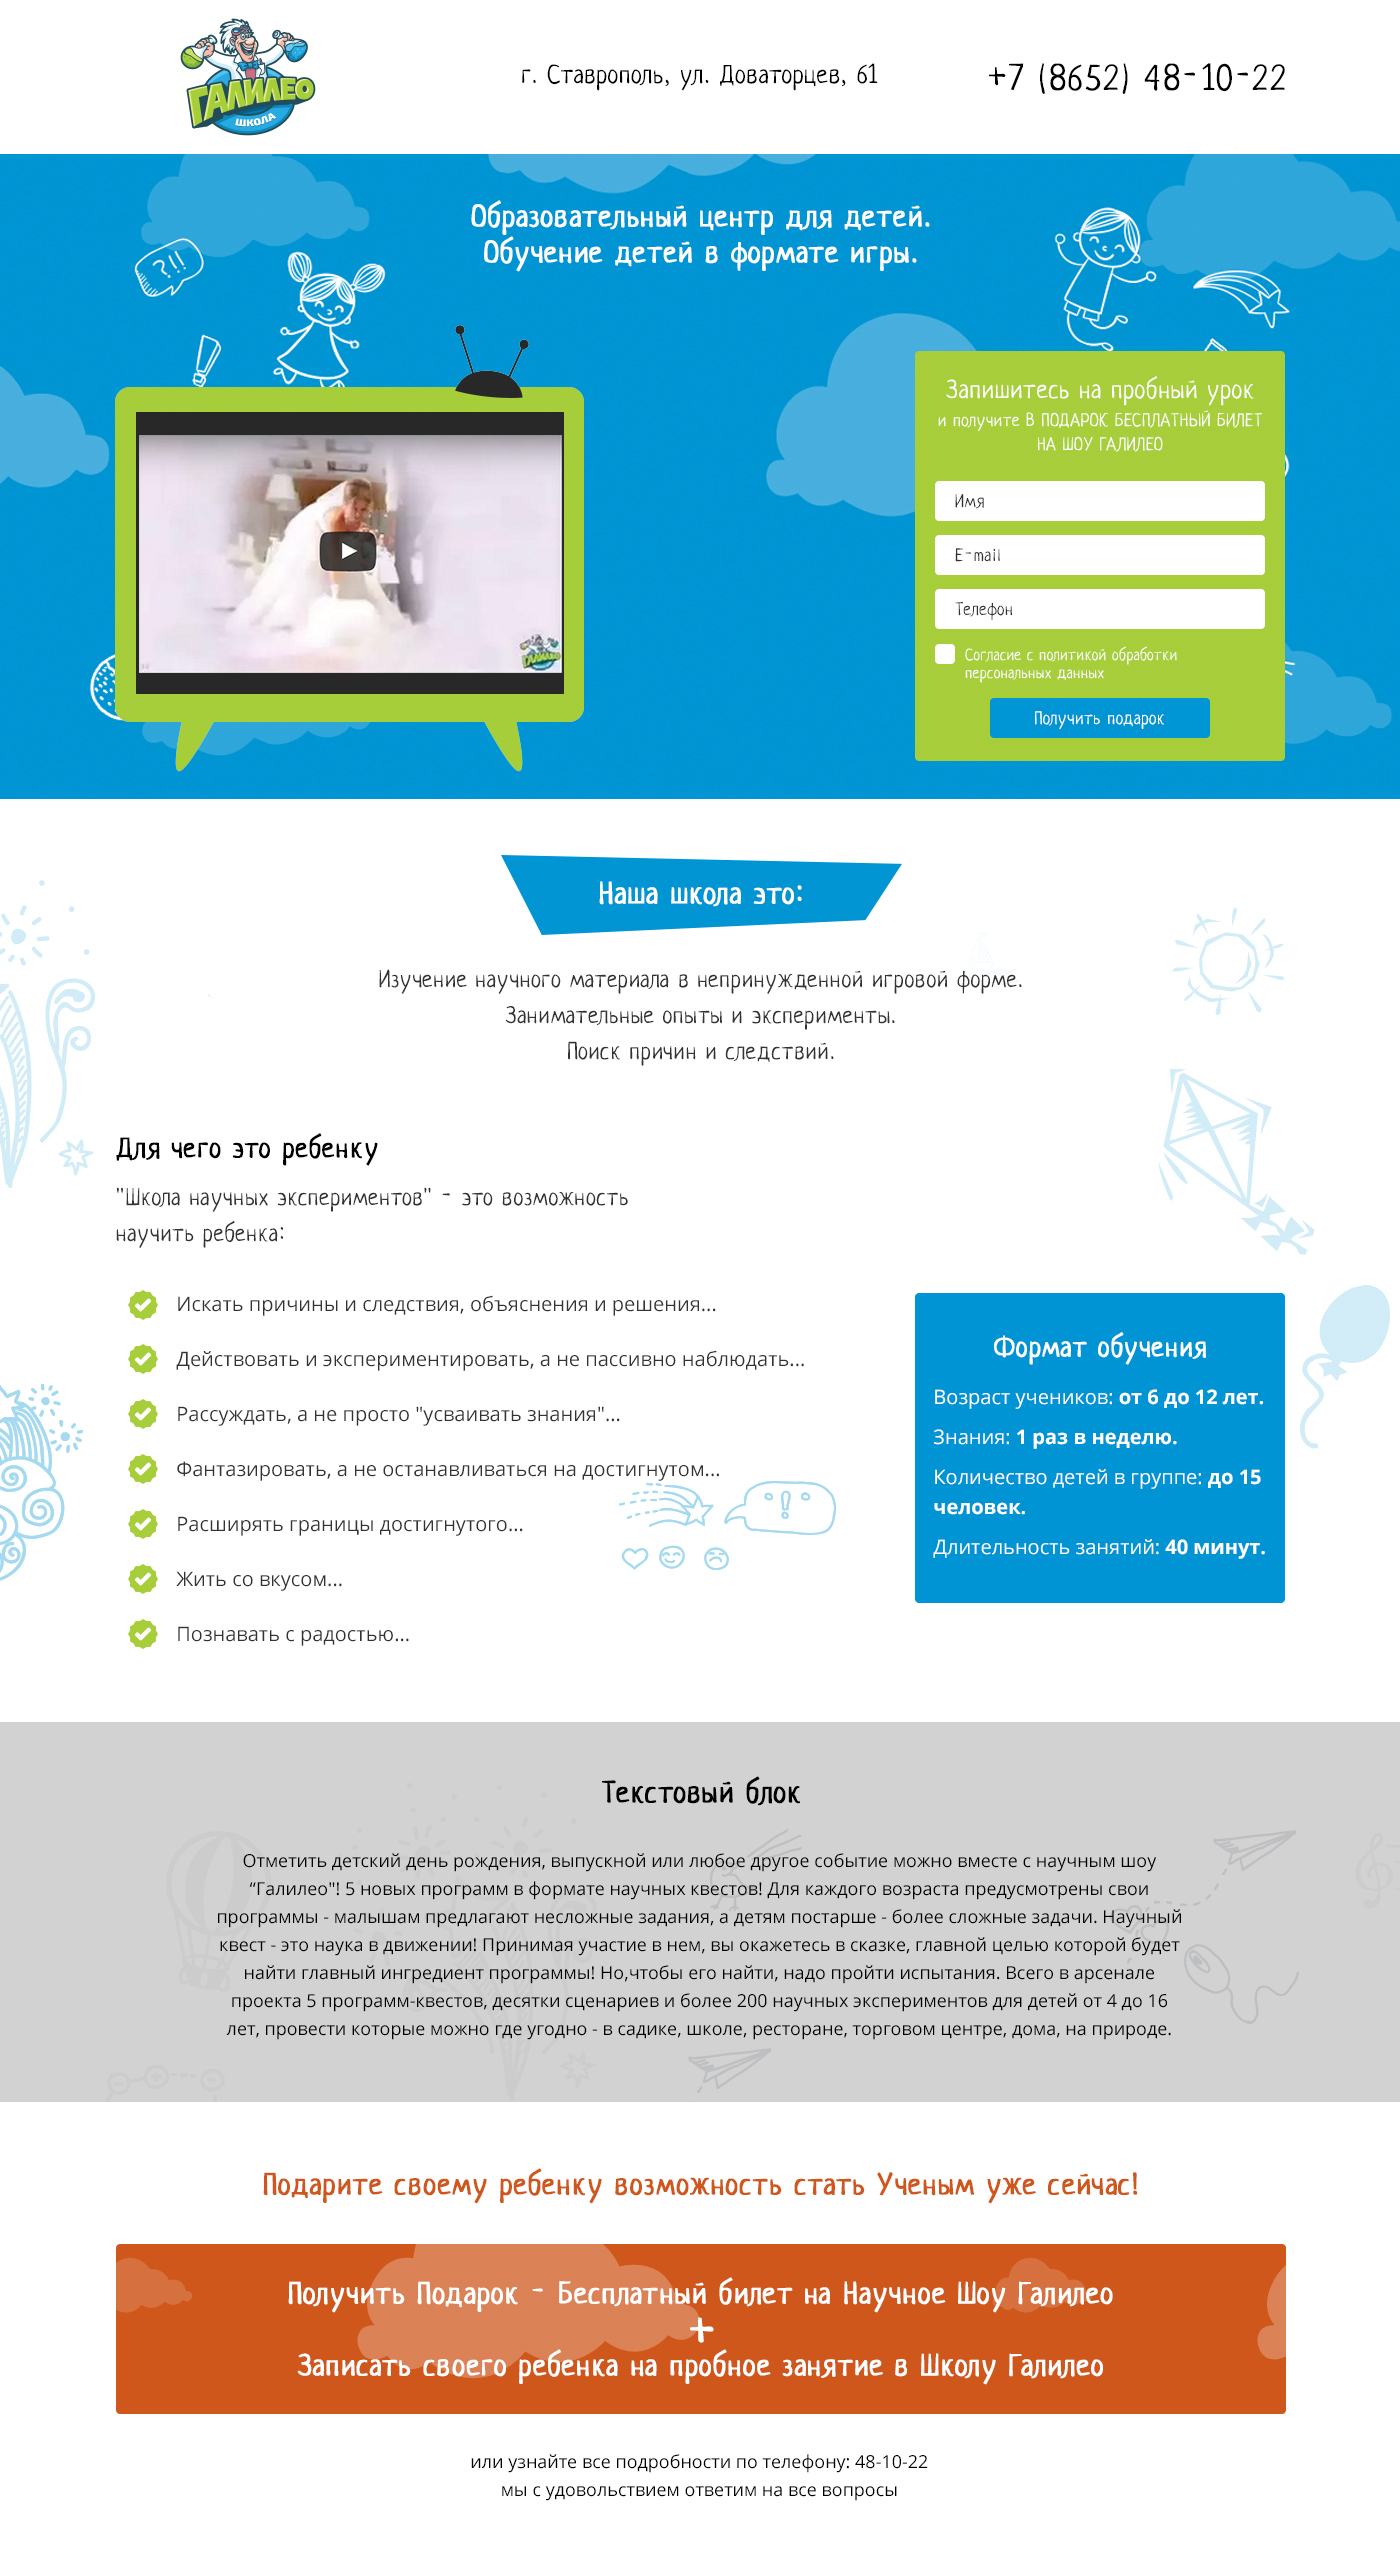 ГАЛИЛЕО
ШКОЛА
г. Ставрополь, ул. Доваторцев, 61
+7 (8652) 48-10-22
Образовательный центр для детей.
Обучение детей в формате игры.
?!!
!
ГАЛИЛЕО
Запишитесь на пробный урок
и получите В ПОДАРОК БЕСПЛАТНЫЙ БИЛЕТ
НА ШОУ ГАЛИЛЕО
Имя
E-mail
Телефон
Согласие с политикой обработки
персональных данных
Получить подарок
Наша школа это:
Изучение научного материала в непринужденной игровой форме.
Занимательные опыты и эксперименты.
Поиск причин и следствий.
Для чего это ребенку
"Школа научных экспериментов" - это возможность
научить ребенка:
Искать причины и следствия, объяснения и решения...
Действовать и экспериментировать, а не пассивно наблюдать...
Рассуждать, а не просто "усваивать знания"...
Фантазировать, а не останавливаться на достигнутом...
Расширять границы достигнутого...
Жить со вкусом...
Познавать с радостью...
!
Формат обучения
Возраст учеников: от 6 до 12 лет.
Знания: 1 раз в неделю.
Количество детей в группе: до 15
человек.
Длительность занятий: 40 минут.
Текстовый блок
Отметить детский день рождения, выпускной или любое другое событие можно вместе с научным шоу
“Галилео"! 5 новых программ в формате научных квестов! Для каждого возраста предусмотрены свои
программы - малышам предлагают несложные задания, а детям постарше - более сложные задачи. Научный
квест - это наука в движении! Принимая участие в нем, вы окажетесь в сказке, главной целью которой будет
найти главный ингредиент программы! Но,чтобы его найти, надо пройти испытания. Всего в арсенале
проекта 5 программ-квестов, десятки сценариев и более 200 научных экспериментов для детей от 4 до 16
лет, провести которые можно где угодно - в садике, школе, ресторане, торговом центре, дома, на природе.
Подарите своему ребенку возможность стать Ученым уже сейчас!
Получить Подарок - Бесплатный билет на Научное Шоу Галилео
+
Записать своего ребенка на пробное занятие в Школу Галилео
или узнайте все подробности по телефону: 48-10-22
мы с удовольствием ответим на все вопросы